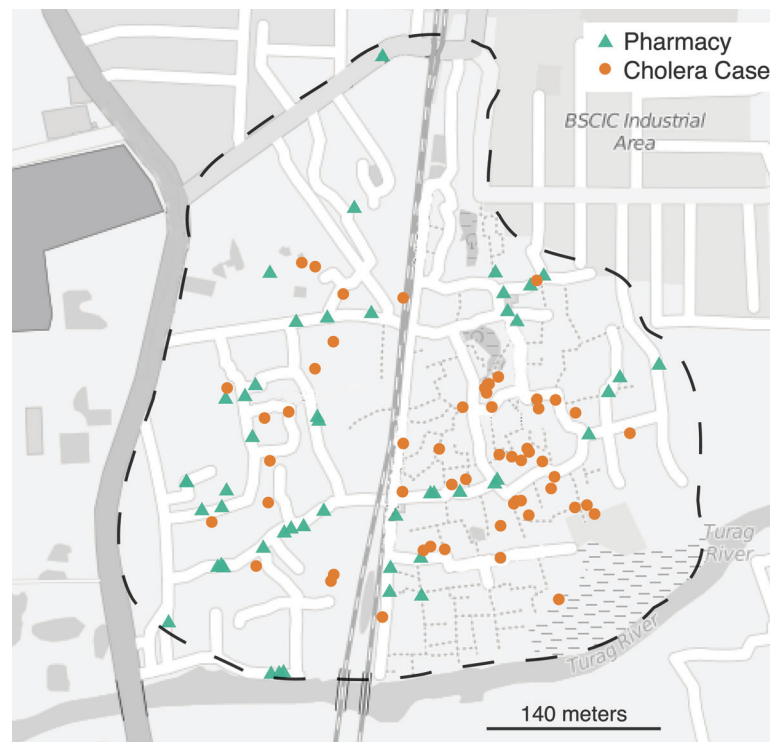 Pharmacy
Cholera Case
BSCIC Industrial
Area
Turag
River
Turag River
140 meters